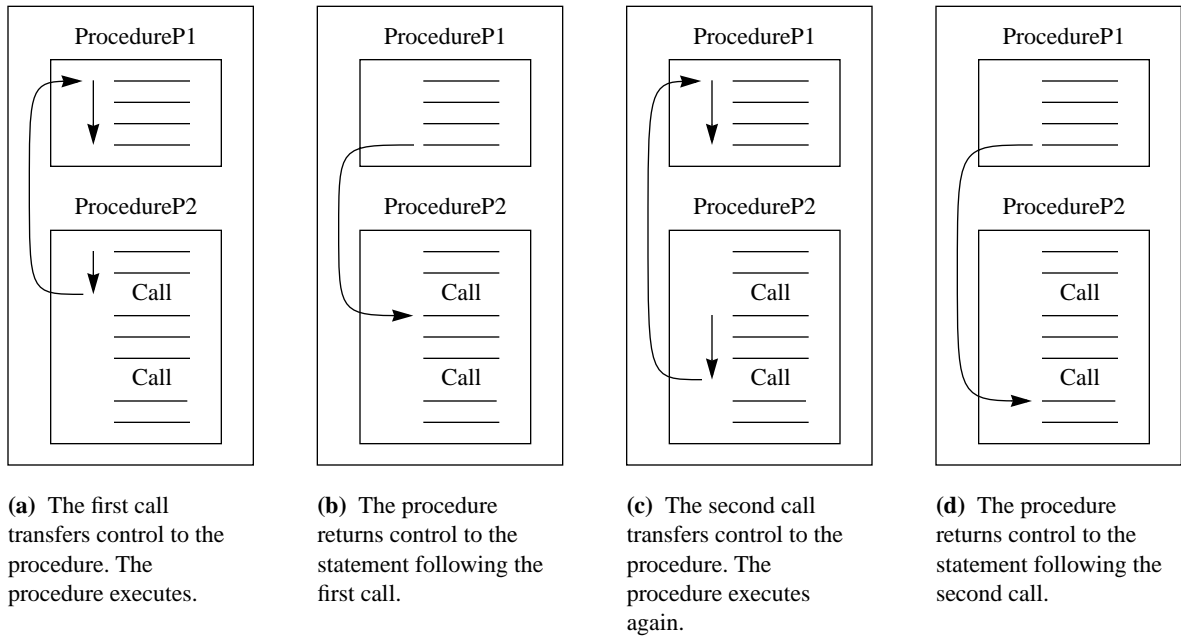 ProcedureP1
ProcedureP2
Call
Call
(a) The first call
transfers control to the
procedure. The
procedure executes.
ProcedureP1
ProcedureP2
Call
Call
(b) The procedure
returns control to the
statement following the
first call.
ProcedureP1
ProcedureP2
Call
Call
(c) The second call
transfers control to the
procedure. The
procedure executes
again.
ProcedureP1
ProcedureP2
Call
Call
(d) The procedure
returns control to the
statement following the
second call.